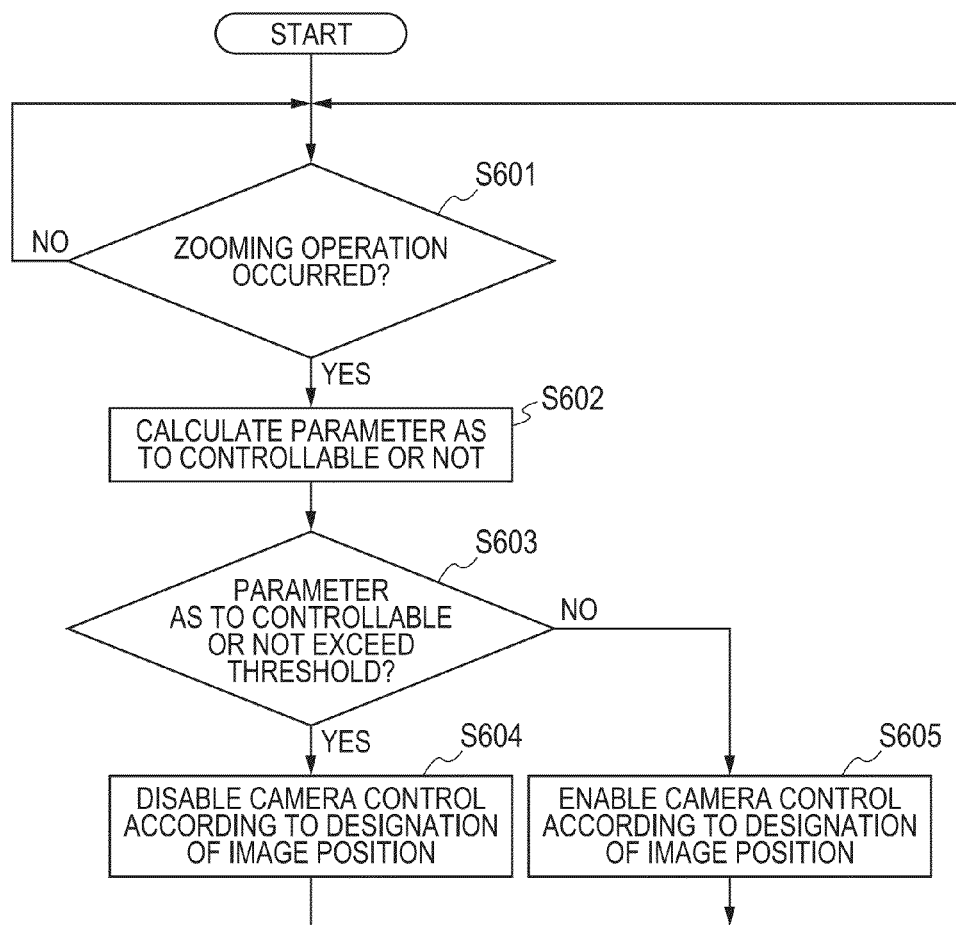 START
S601
NO
ZOOMING OPERATION
OCCURRED?
YES
S602
CALCULATE PARAMETER AS
TO CONTROLLABLE OR NOT
S603
PARAMETER
AS TO CONTROLLABLE
OR NOT EXCEED
THRESHOLD?
NO
YES
S604
S605
DISABLE CAMERA CONTROL
ACCORDING TO DESIGNATION
OF IMAGE POSITION
ENABLE CAMERA CONTROL
ACCORDING TO DESIGNATION
OF IMAGE POSITION